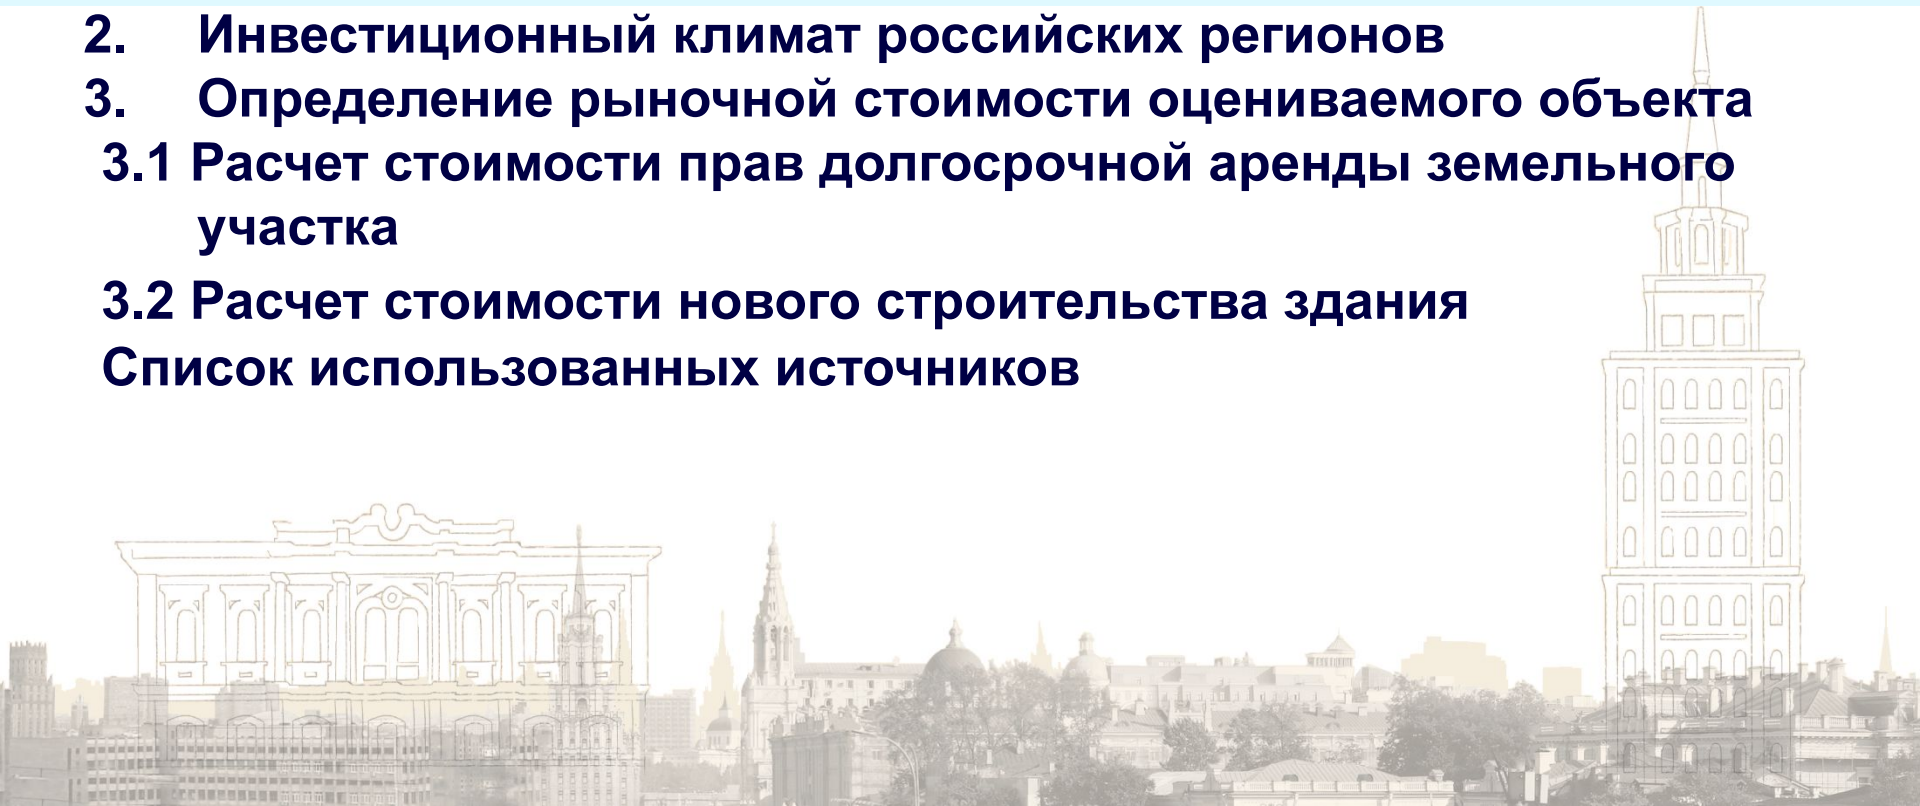 2. Инвестиционный климат российских регионов
3. Определение рыночной стоимости оцениваемого объекта
3.1 Расчет стоимости прав долгосрочной аренды земельного
участка
3.2 Расчет стоимости нового строительства здания
Список использованных источников